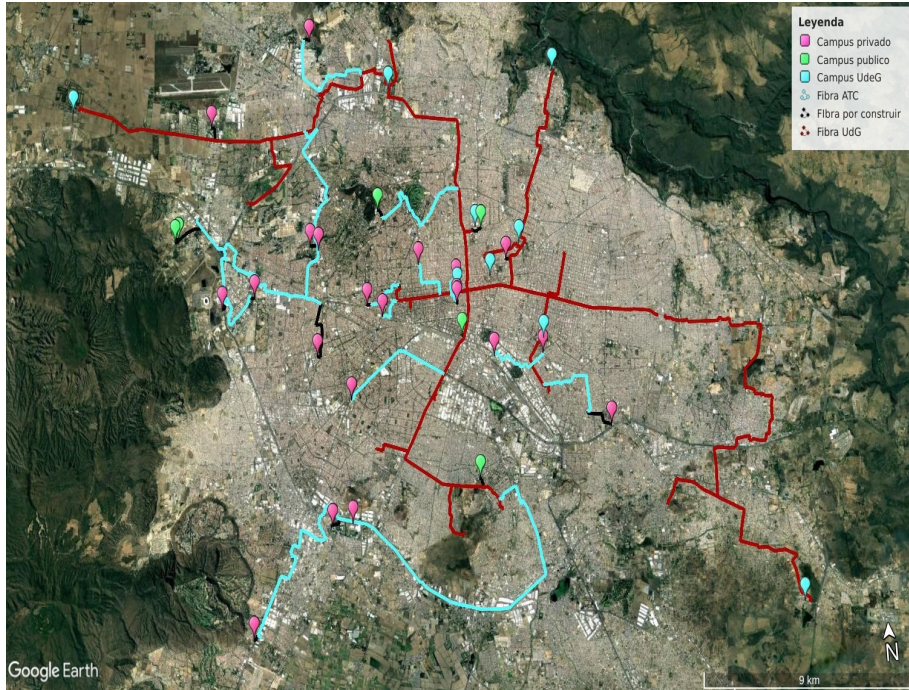 Leyenda
Campus privado
Campus publico
Campus UdeG
Fibra ATC
FIbra por construir
Fibra UdG
N
Google Earth
9 km